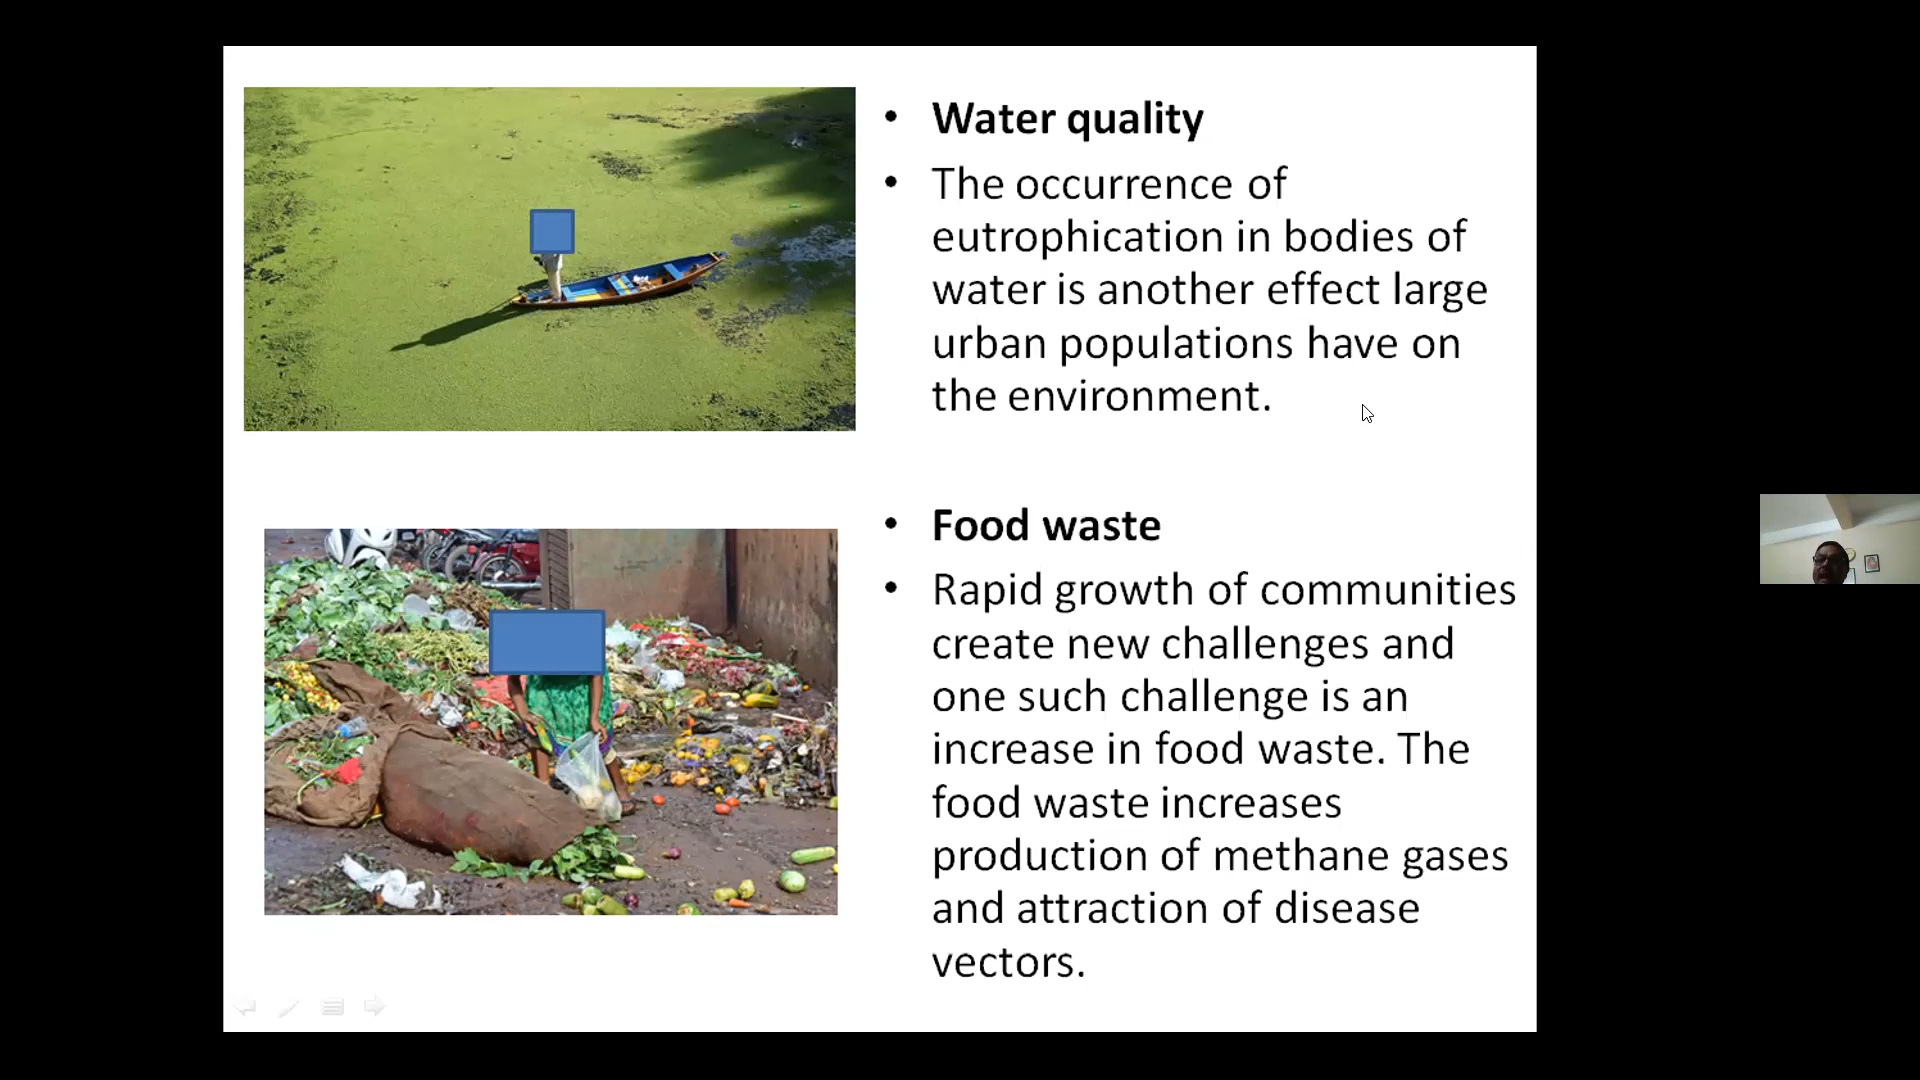 • Water quality
• The occurrence of
eutrophication in bodies of
water is another effect large
urban populations have on
the environment.
• Food waste
• Rapid growth of communities
create new challenges and
one such challenge is an
increase in food waste. The
food waste increases
production of methane gases
and attraction of disease
vectors.